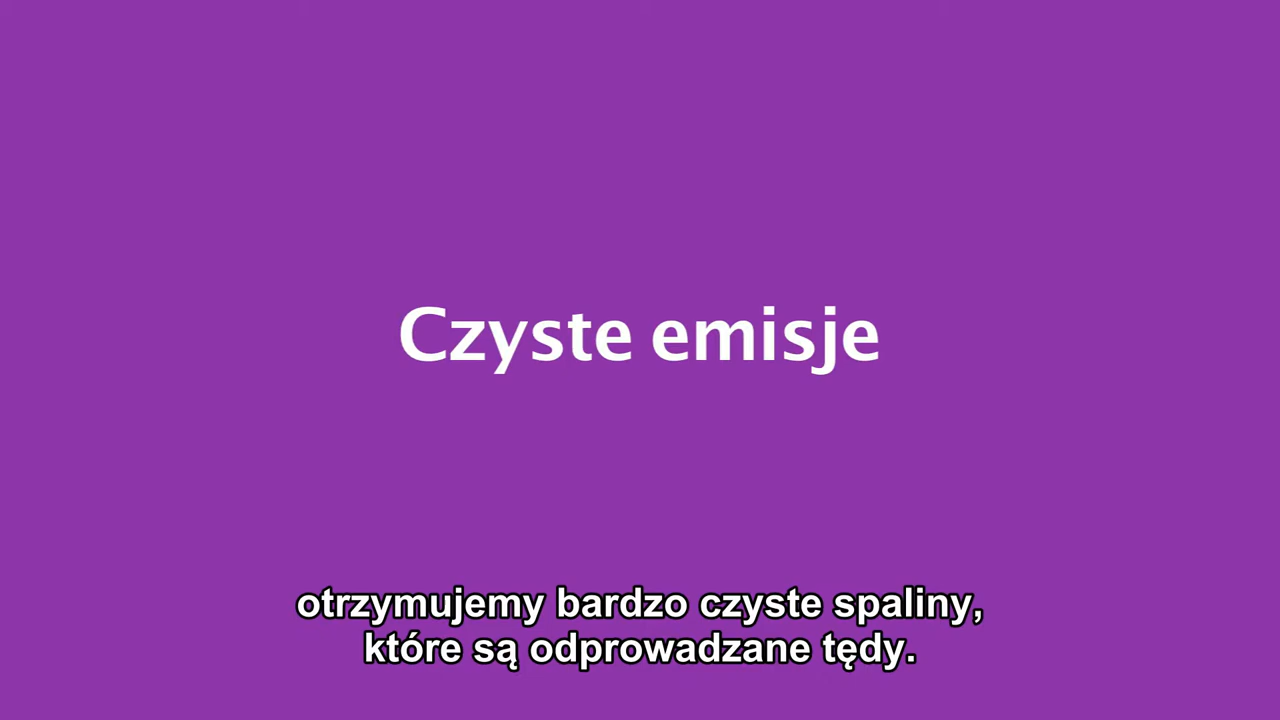 Czyste emisje
otrzymujemy bardzo czyste spaliny,
które są odprowadzane tędy.